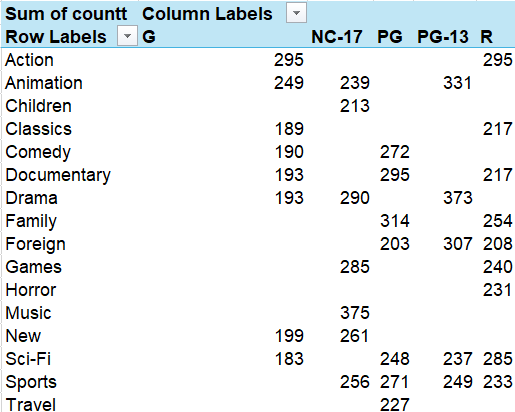 Sum of countt Column Labels
Row Labels G NC-17 PG PG-13 R
Action 295 295
Animation 249 239 331
Children 213
Classics 189 217
Comedy 190 272
Documentary 193 295 217
Drama 193 290 373
Family 314 254
Foreign 203 307 208
Games 285 240
Horror 231
Music 375
New 199 261
Sci-Fi 183 248 237 285
Sports 256 271 249 233
Travel 227